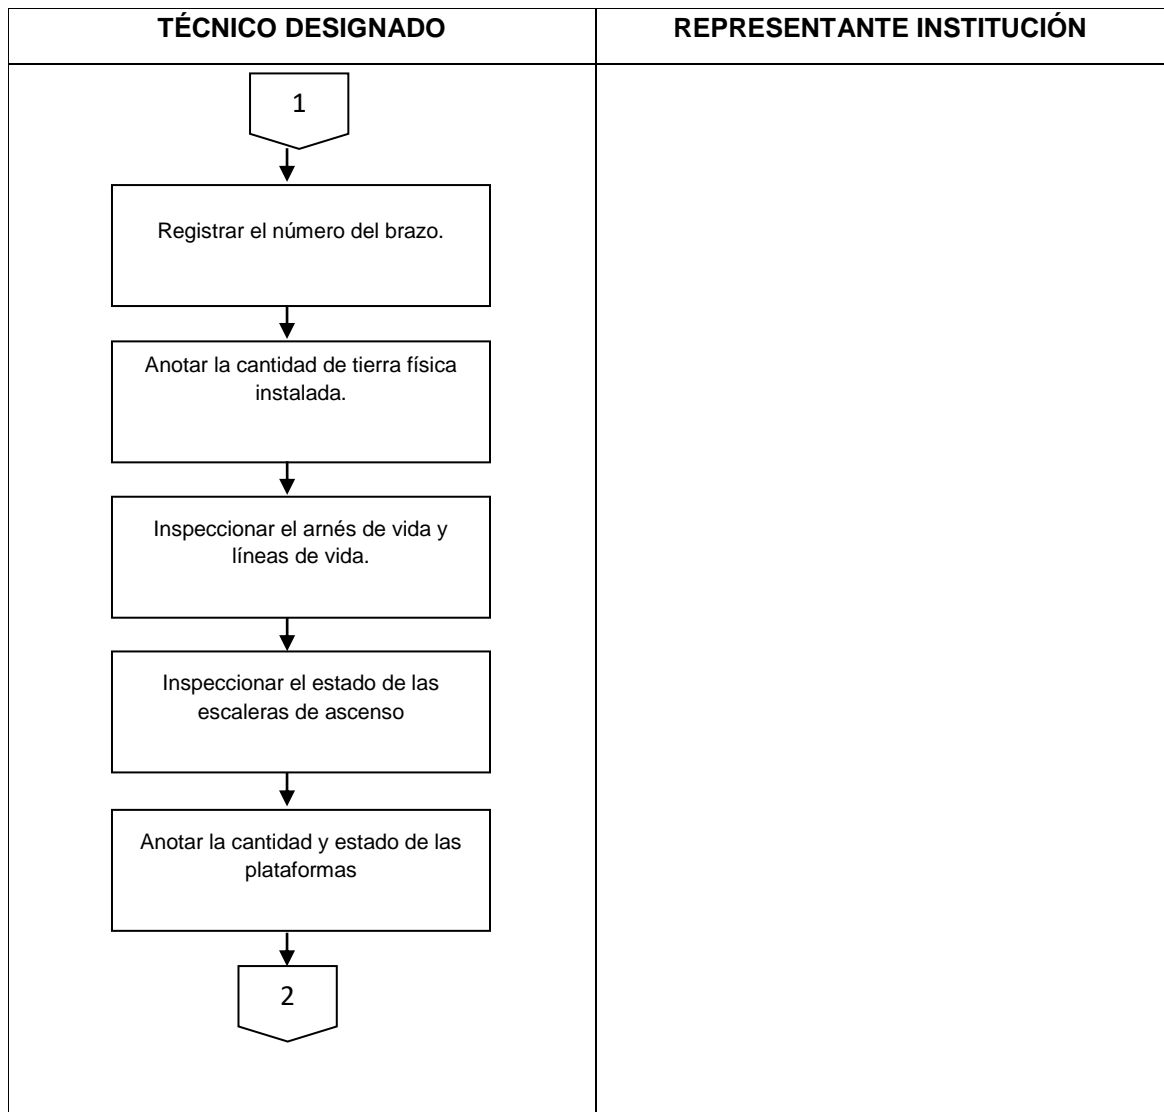 TÉCNICO DESIGNADO
REPRESENTANTE INSTITUCIÓN
1
Registrar el número del brazo.
Anotar la cantidad de tierra física
instalada.
Inspeccionar el arnés de vida y
líneas de vida.
Inspeccionar el estado de las
escaleras de ascenso
Anotar la cantidad y estado de las
plataformas
2